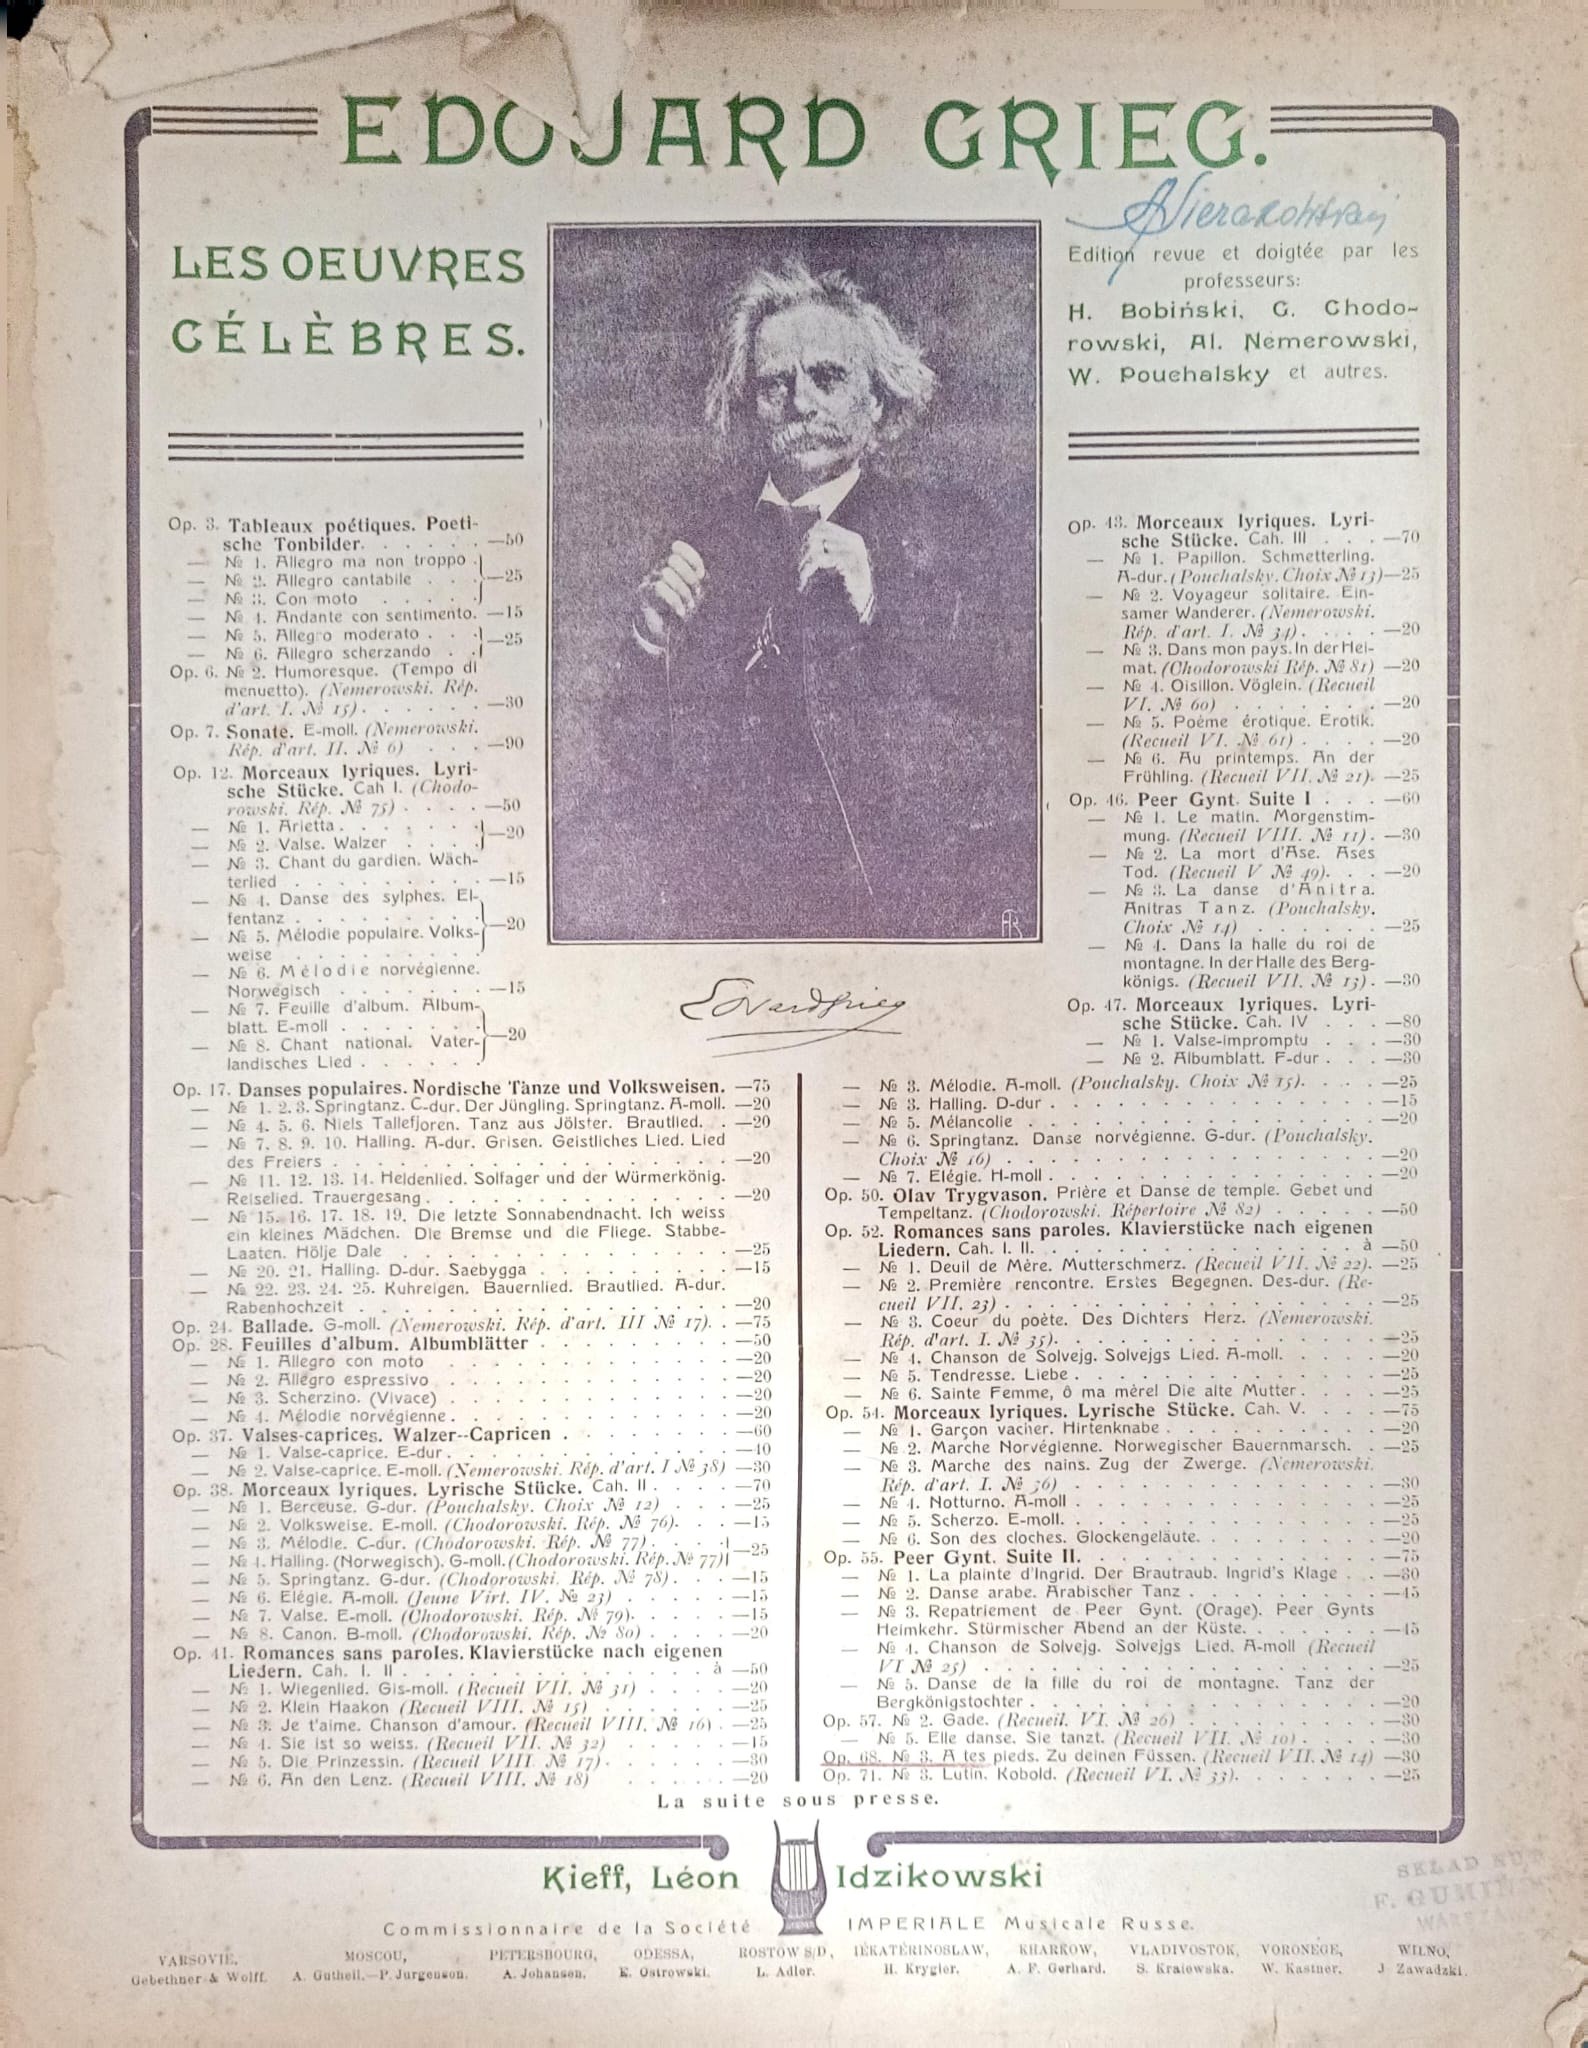 EDOUARD GRIEG.
LES OEUVRES
CÉLÈBRES.
Edition revue et doigtée par les
professeurs:
H. Bobiński, G. Chodo-
rowski, Al. Nemerowski,
W. Pouchalsky et autres.
Op. 3. Tableaux poétiques. Poeti-
sche Tonbilder. . . . . . —50
— № 1. Allegro ma non troppo
— № 2. Allegro cantabile . . . —25
— № 3. Con moto . . . . .
— № 4. Andante con sentimento. —15
— № 5. Allegro moderato . . . —25
— № 6. Allegro scherzando . .
Op. 6. № 2. Humoresque. (Tempo di
menuetto). (Nemerowski. Rép.
d'art. I. № 15) . . . . . . —30
Op. 7. Sonate. E-moll. (Nemerowski.
Rép. d'art. II. № 6) . . . —90
Op. 12. Morceaux lyriques. Lyri-
sche Stücke. Cah I. (Chodo-
rowski. Rép. № 75) . . . . —50
— № 1. Arietta . . . . . . . —20
— № 2. Valse. Walzer . . . .
— № 3. Chant du gardien. Wäch-
terlied . . . . . . . . . —15
— № 4. Danse des sylphes. El-
fentanz . . . . . . . . . —20
— № 5. Mélodie populaire. Volks-
weise . . . . . . . . .
— № 6. Mélodie norvégienne.
Norwegisch . . . . . . . —15
— № 7. Feuille d'album. Album-
blatt. E-moll . . . . . . —20
— № 8. Chant national. Vater-
landisches Lied . . . . . .
Op. 17. Danses populaires. Nordische Tänze und Volksweisen. —75
— № 1. 2. 3. Springtanz. C-dur. Der Jüngling. Springtanz. A-moll. —20
— № 4. 5. 6. Niels Tallefjoren. Tanz aus Jölster. Brautlied. . —20
— № 7. 8. 9. 10. Halling. A-dur. Grisen. Geistliches Lied. Lied
des Freiers . . . . . . . . . . . . . . . . —20
— № 11. 12. 13. 14. Heldenlied. Solfager und der Würmerkönig.
Reiselied. Trauergesang . . . . . . . . . . . —20
— № 15. 16. 17. 18. 19. Die letzte Sonnabendnacht. Ich weiss
ein kleines Mädchen. Die Bremse und die Fliege. Stabbe-
Laaten. Hölje Dale . . . . . . . . . . . . —25
— № 20. 21. Halling. D-dur. Saebygga . . . . . . . —15
— № 22. 23. 24. 25. Kuhreigen. Bauernlied. Brautlied. A-dur.
Rabenhochzeit . . . . . . . . . . . . . . —20
Op. 24. Ballade. G-moll. (Nemerowski. Rép. d'art. III № 17). . —75
Op. 28. Feuilles d'album. Albumblätter . . . . . . . —50
— № 1. Allegro con moto . . . . . . . . . . —20
— № 2. Allegro espressivo . . . . . . . . . . —20
— № 3. Scherzino. (Vivace) . . . . . . . . . . —20
— № 4. Mélodie norvégienne . . . . . . . . . —20
Op. 37. Valses-caprices. Walzer--Capricen . . . . . . —60
— № 1. Valse-caprice. E-dur . . . . . . . . . . —40
— № 2. Valse-caprice. E-moll. (Nemerowski. Rép. d'art. I № 38) —30
Op. 38. Morceaux lyriques. Lyrische Stücke. Cah. II . . . . —70
— № 1. Berceuse. G-dur. (Pouchalsky. Choix № 12) . . . —25
— № 2. Volksweise. E-moll. (Chodorowski. Rép. № 76). . . —15
— № 3. Mélodie. C-dur. (Chodorowski. Rép. № 77) . . . . —25
— № 4. Halling. (Norwegisch). G-moll. (Chodorowski. Rép. № 77)
— № 5. Springtanz. G-dur. (Chodorowski. Rép. № 78) . . . —15
— № 6. Elégie. A-moll. (Jeune Virt. IV. № 23) . . . . . —15
— № 7. Valse. E-moll. (Chodorowski. Rép. № 79). . . . . —15
— № 8. Canon. B-moll. (Chodorowski. Rép. № 80) . . . . —20
Op. 41. Romances sans paroles. Klavierstücke nach eigenen
Liedern. Cah. I. II . . . . . . . . . . . . . à —50
— № 1. Wiegenlied. Gis-moll. (Recueil VII. № 31) . . . . —20
— № 2. Klein Haakon (Recueil VIII. № 15) . . . . . . —25
— № 3. Je t'aime. Chanson d'amour. (Recueil VIII. № 16) . —25
— № 4. Sie ist so weiss. (Recueil VII. № 32) . . . . . —15
— № 5. Die Prinzessin. (Recueil VIII. № 17) . . . . . . —30
— № 6. An den Lenz. (Recueil VIII. № 18) . . . . . —20
Op. 43. Morceaux lyriques. Lyri-
sche Stücke. Cah. III . . . —70
— № 1. Papillon. Schmetterling.
A-dur. (Pouchalsky. Choix № 13) —25
— № 2. Voyageur solitaire. Ein-
samer Wanderer. (Nemerowski.
Rép. d'art. I. № 34). . . . . —20
— № 3. Dans mon pays. In der Hei-
mat. (Chodorowski Rép. № 81) —20
— № 4. Oisillon. Vöglein. (Recueil
VI. № 60) . . . . . . . —20
— № 5. Poéme érotique. Erotik.
(Recueil VI. № 61) . . . . —20
— № 6. Au printemps. An der
Frühling. (Recueil VII. № 21). —25
Op. 46. Peer Gynt. Suite I . . . —60
— № 1. Le matin. Morgenstim-
mung. (Recueil VIII. № 11) . —30
— № 2. La mort d'Ase. Ases
Tod. (Recueil V № 49). . . —20
— № 3. La danse d'Anitra.
Anitras Tanz. (Pouchalsky.
Choix № 14) . . . . . . —25
— № 4. Dans la halle du roi de
montagne. In der Halle des Berg-
königs. (Recueil VII. № 13) . —30
Op. 47. Morceaux lyriques. Lyri-
sche Stücke. Cah. IV . . . —80
— № 1. Valse-impromptu . . . —30
— № 2. Albumblatt. F-dur . . . —30
— № 3. Mélodie. A-moll. (Pouchalsky. Choix № 15). . . . —25
— № 3. Halling. D-dur . . . . . . . . . . . . —15
— № 5. Mélancolie . . . . . . . . . . . . . —20
— № 6. Springtanz. Danse norvégienne. G-dur. (Pouchalsky.
Choix № 16) . . . . . . . . . . . . . . —20
— № 7. Elégie. H-moll . . . . . . . . . . . . —20
Op. 50. Olav Trygvason. Prière et Danse de temple. Gebet und
Tempeltanz. (Chodorowski. Répertoire № 82) . . . . . —50
Op. 52. Romances sans paroles. Klavierstücke nach eigenen
Liedern. Cah. I. II. . . . . . . . . . . . . . à —50
— № 1. Deuil de Mère. Mutterschmerz. (Recueil VII. № 22). —25
— № 2. Première rencontre. Erstes Begegnen. Des-dur. (Re-
cueil VII. 23) . . . . . . . . . . . . . . . —25
— № 3. Coeur du poète. Des Dichters Herz. (Nemerowski.
Rép. d'art. I. № 35). . . . . . . . . . . . . —25
— № 4. Chanson de Solvejg. Solvejgs Lied. A-moll. . . . . —20
— № 5. Tendresse. Liebe . . . . . . . . . . . —25
— № 6. Sainte Femme, ô ma mère! Die alte Mutter . . . . —25
Op. 54. Morceaux lyriques. Lyrische Stücke. Cah. V. . . . —75
— № 1. Garçon vacher. Hirtenknabe . . . . . . . . —20
— № 2. Marche Norvégienne. Norwegischer Bauernmarsch. . —25
— № 3. Marche des nains. Zug der Zwerge. (Nemerowski.
Rép. d'art. I. № 36) . . . . . . . . . . . . —30
— № 4. Notturno. A-moll . . . . . . . . . . . —25
— № 5. Scherzo. E-moll. . . . . . . . . . . . —25
— № 6. Son des cloches. Glockengeläute. . . . . . . . —20
Op. 55. Peer Gynt. Suite II. . . . . . . . . . . . —75
— № 1. La plainte d'Ingrid. Der Brautraub. Ingrid's Klage . . —30
— № 2. Danse arabe. Arabischer Tanz . . . . . . . —45
— № 3. Repatriement de Peer Gynt. (Orage). Peer Gynts
Heimkehr. Stürmischer Abend an der Küste. . . . . . . —45
— № 4. Chanson de Solvejg. Solvejgs Lied. A-moll (Recueil
VI № 25) . . . . . . . . . . . . . . . . —25
— № 5. Danse de la fille du roi de montagne. Tanz der
Bergkönigstochter . . . . . . . . . . . . . —20
Op. 57. № 2. Gade. (Recueil. VI. № 26) . . . . . . . —30
— № 5. Elle danse. Sie tanzt. (Recueil VII. № 10) . . . . —30
Op. 68. № 3. A tes pieds. Zu deinen Füssen. (Recueil VII. № 14) —30
Op. 71. № 3. Lutin. Kobold. (Recueil VI. № 33). . . . . . . —25
AR
Edvard Grieg
La suite sous presse.
Kieff, Léon Idzikowski
Commissionnaire de la Société IMPERIALE Musicale Russe.
VARSOVIE, MOSCOU, PETERSBOURG, ODESSA, ROSTOW S/D, IÉKATÉRINOSLAW, KHARKOW, VLADIVOSTOK, VORONEGE, WILNO,
Gebethner & Wolff. A. Gutheil.—P. Jurgenson. A. Johansen. E. Ostrowski. L. Adler. H. Krygier. A. F. Gerhard. S. Kraiewska. W. Kastner. J Zawadzki.
SKŁAD NUT
WARSZAWA